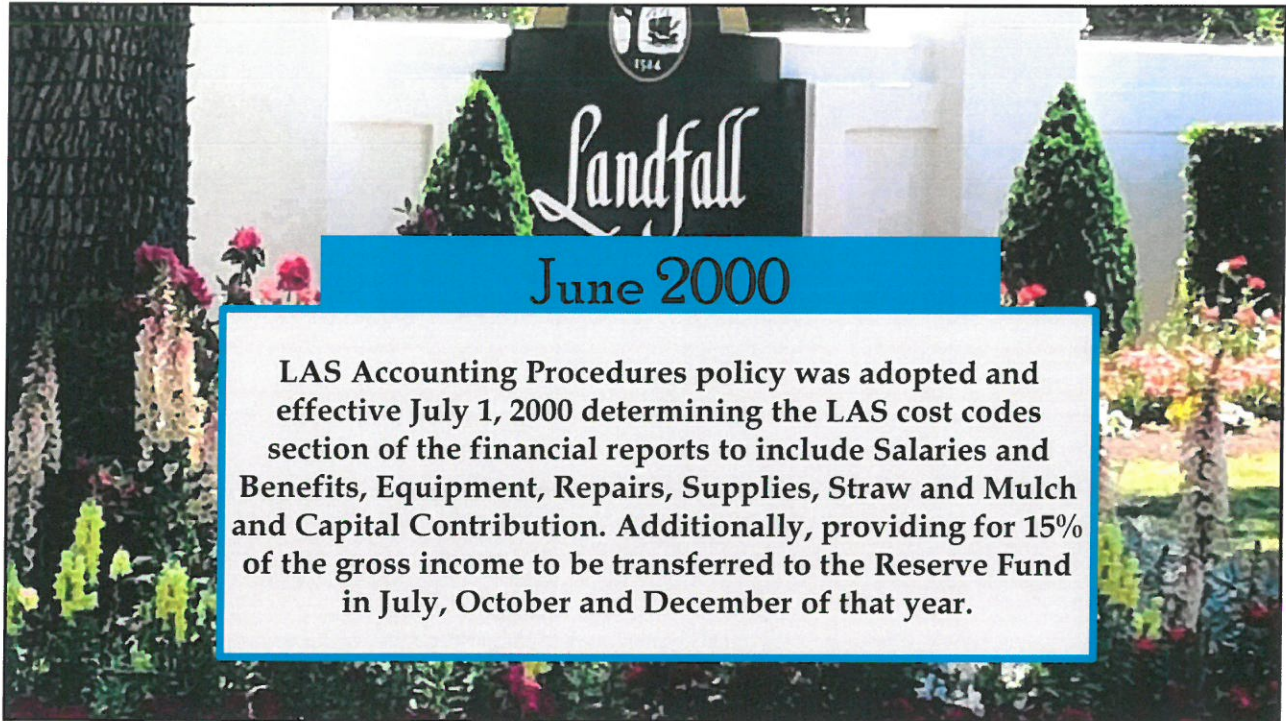 1524
Landfall
June 2000
LAS Accounting Procedures policy was adopted and
effective July 1, 2000 determining the LAS cost codes
section of the financial reports to include Salaries and
Benefits, Equipment, Repairs, Supplies, Straw and Mulch
and Capital Contribution. Additionally, providing for 15%
of the gross income to be transferred to the Reserve Fund
in July, October and December of that year.